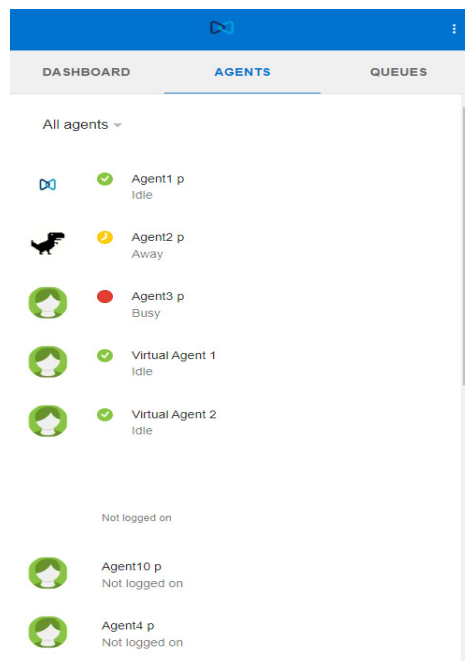 DASHBOARD AGENTS QUEUES
All agents
Agent1 p
Idle
Agent2 p
Away
Agent3 p
Busy
Virtual Agent 1
Idle
Virtual Agent 2
Idle
Not logged on
Agent10 p
Not logged on
Agent4 p
Not logged on